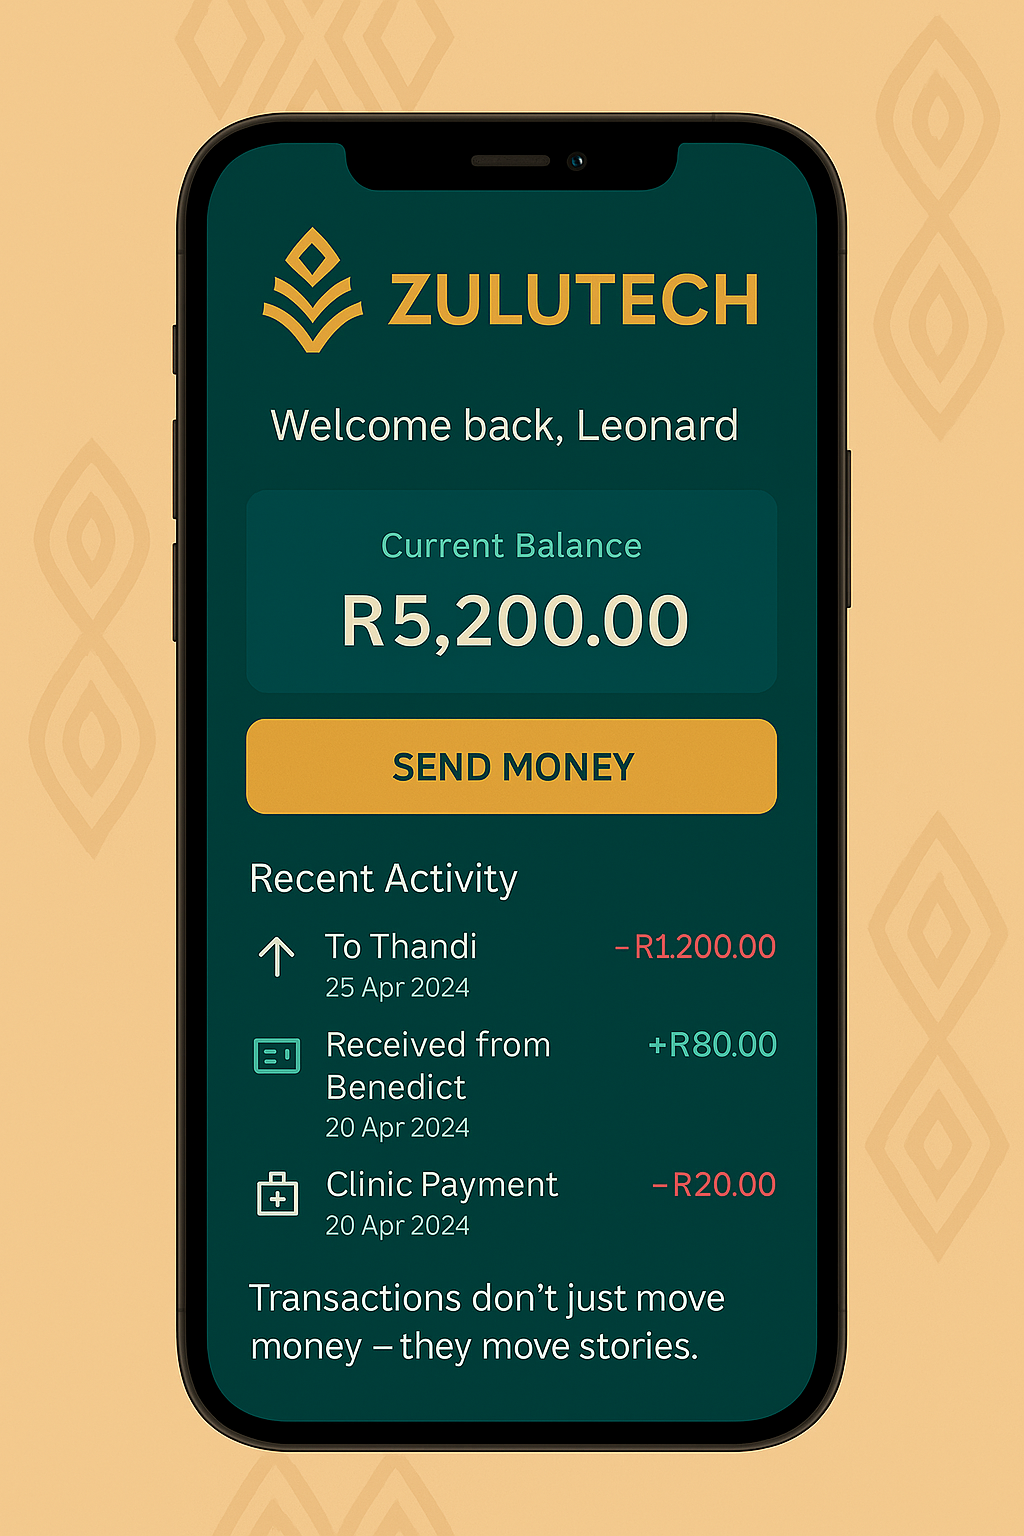 ZULUTECH
Welcome back, Leonard
Current Balance
R5,200.00
SEND MONEY
Recent Activity
To Thandi –R1.200.00
25 Apr 2024
Received from +R80.00
Benedict
20 Apr 2024
Clinic Payment –R20.00
20 Apr 2024
Transactions don’t just move
money – they move stories.